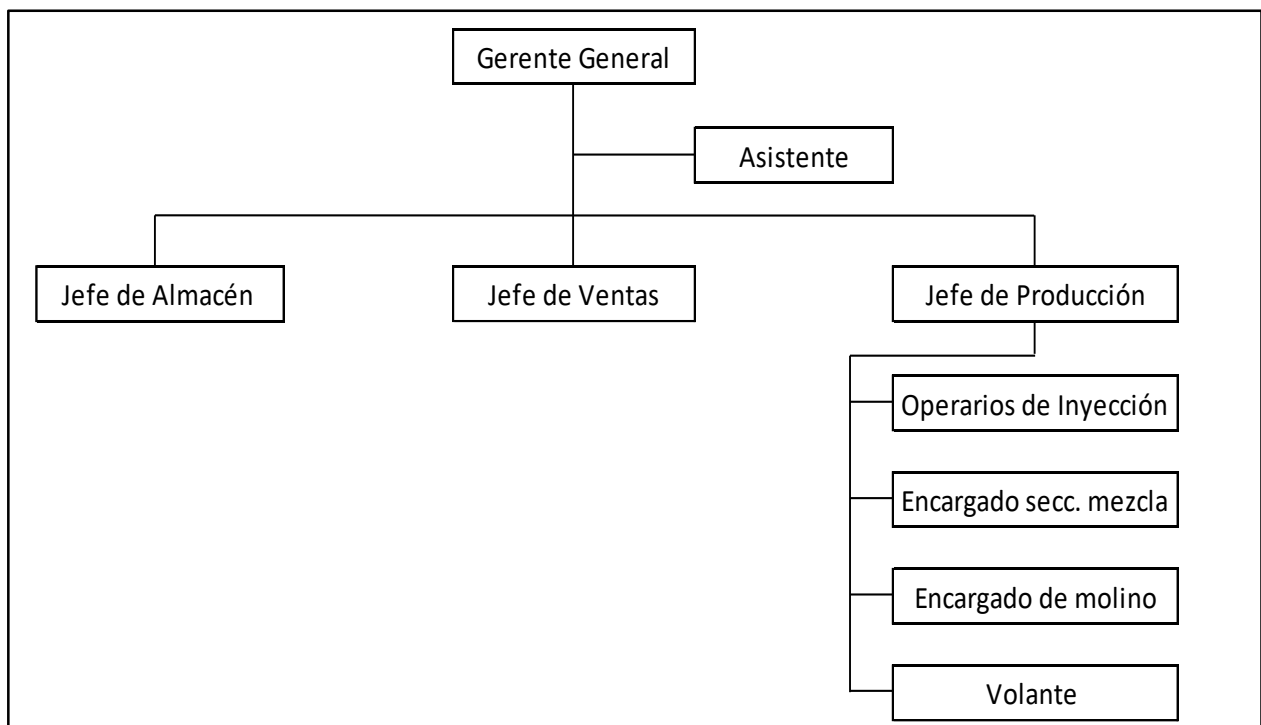 Gerente General
Asistente
Jefe de Almacén
Jefe de Ventas
Jefe de Producción
Operarios de Inyección
Encargado secc. mezcla
Encargado de molino
Volante